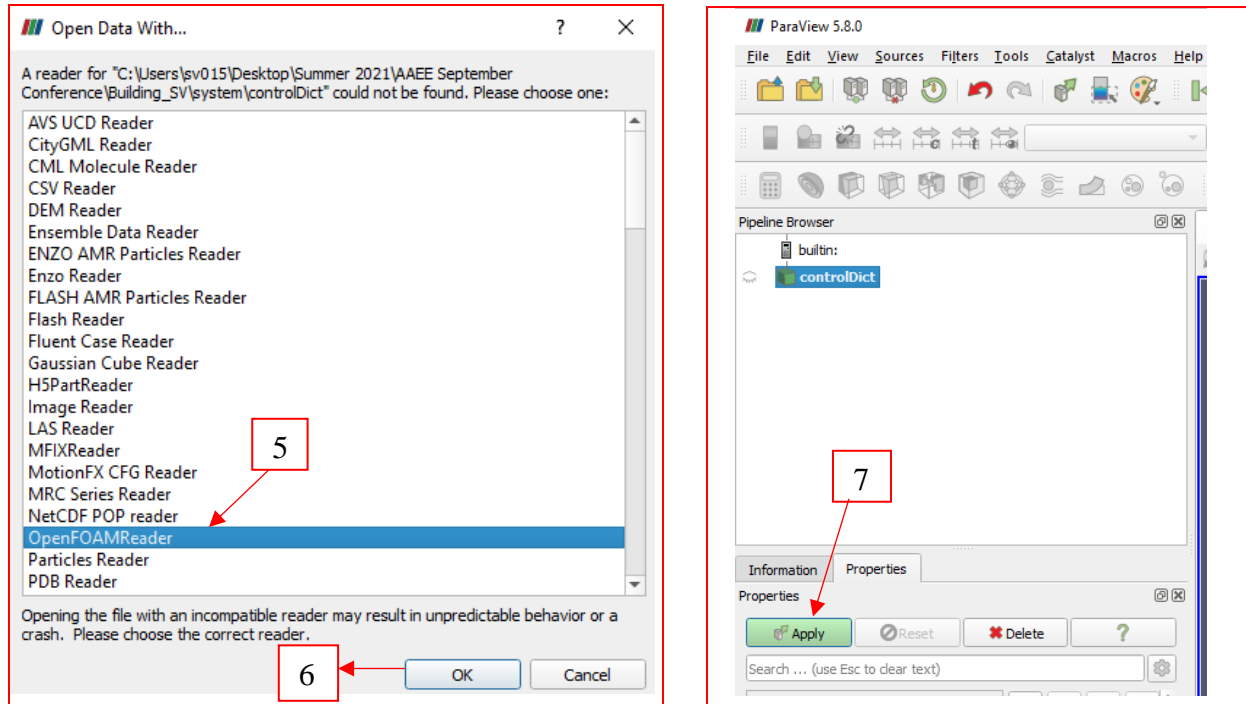 Open Data With...
?
A reader for "C:\Users\sv015\Desktop\Summer 2021\AAEE September
Conference\Building_SV\system\controlDict" could not be found. Please choose one:
AVS UCD Reader
CityGML Reader
CML Molecule Reader
CSV Reader
DEM Reader
Ensemble Data Reader
ENZO AMR Particles Reader
Enzo Reader
FLASH AMR Particles Reader
Flash Reader
Fluent Case Reader
Gaussian Cube Reader
H5PartReader
Image Reader
LAS Reader
MFIXReader
MotionFX CFG Reader
MRC Series Reader
NetCDF POP reader
OpenFOAMReader
Particles Reader
PDB Reader
5
Opening the file with an incompatible reader may result in unpredictable behavior or a
crash. Please choose the correct reader.
6
OK
Cancel
ParaView 5.8.0
File Edit View Sources Filters Tools Catalyst Macros Help
Pipeline Browser
builtin:
controlDict
7
Information Properties
Properties
Apply Reset Delete ?
Search ... (use Esc to clear text)